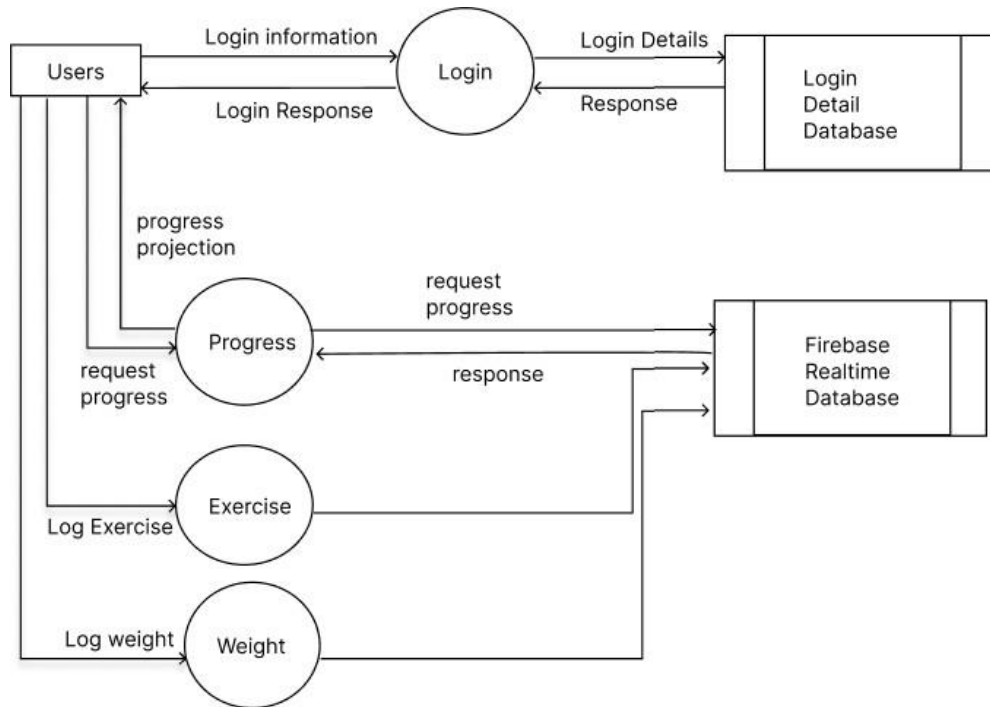 Login information
Login Details
Users
Login
Login
Detail
Database
Login Response
Response
progress
projection
request
progress
Progress
Firebase
Realtime
Database
request
progress
response
Exercise
Log Exercise
Log weight
Weight